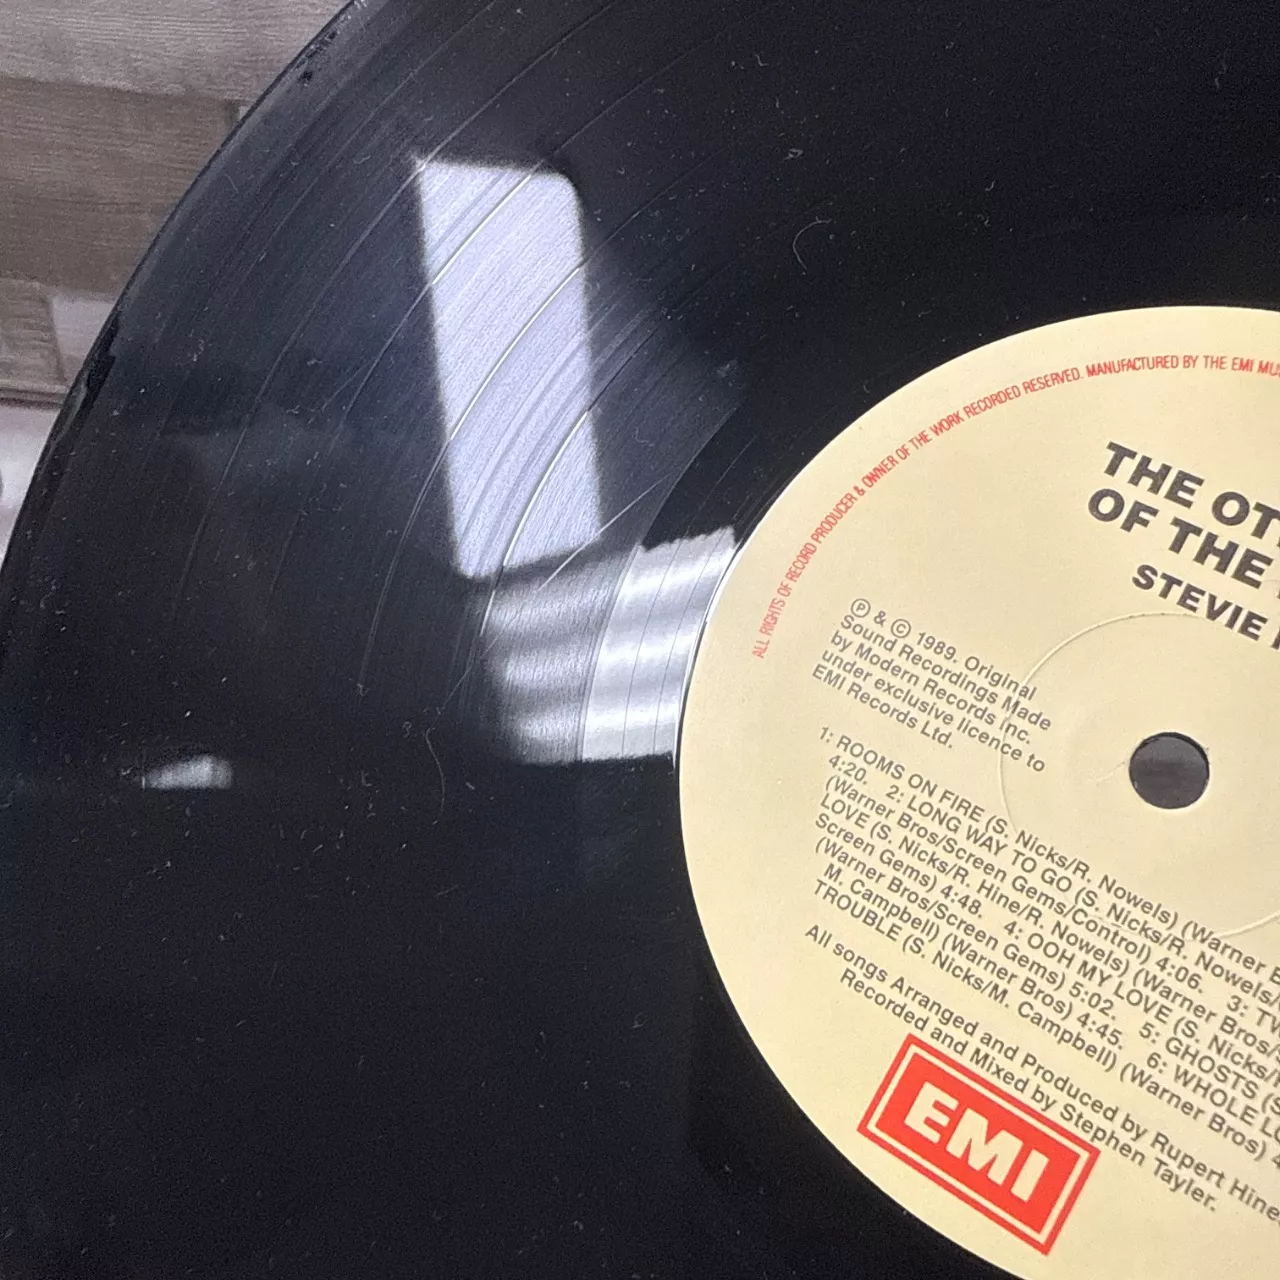 ALL RIGHTS OF RECORD PRODUCER & OWNER OF THE WORK RECORDED RESERVED. MANUFACTURED BY THE EMI
THE
OF THE
STEVIE
Ⓟ & © 1989. Original
Sound Recordings Made
by Modern Records Inc.
under exclusive licence to
EMI Records Ltd.
1: ROOMS ON FIRE (S. Nicks/R. Nowels) (Warner
4:20. 2: LONG WAY TO GO (S. Nicks/R. Nowels/
(Warner Bros/Screen Gems/Control) 4:06. 3:
LOVE (S. Nicks/R. Hine/R. Nowels) (Warner Bros/
Screen Gems) 4:48. 4: OOH MY LOVE (S. Nicks/
(Warner Bros/Screen Gems) 5:02. 5: GHOSTS
M. Campbell) (Warner Bros) 4:45. 6: WHOLE
TROUBLE (S. Nicks/M. Campbell) (Warner Bros)
All songs Arranged and Produced by Rupert Hine
Recorded and Mixed by Stephen Tayler.
EMI